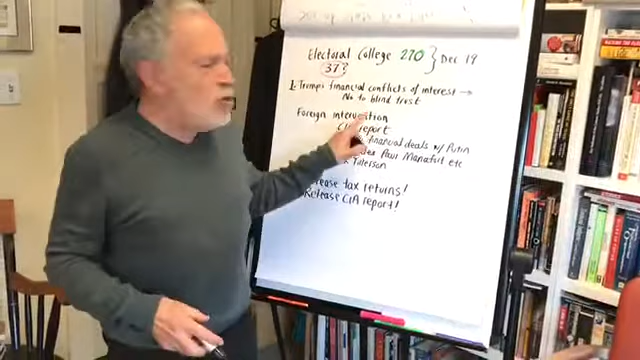 Electoral College 270 } Dec 19
37?
1. Trump's financial conflicts of interest →
No to blind trust
Foreign intervention
CIA report
financial deals w/ Putin
Paul Manafort etc
Tillerson
Release tax returns!
Release CIA report!